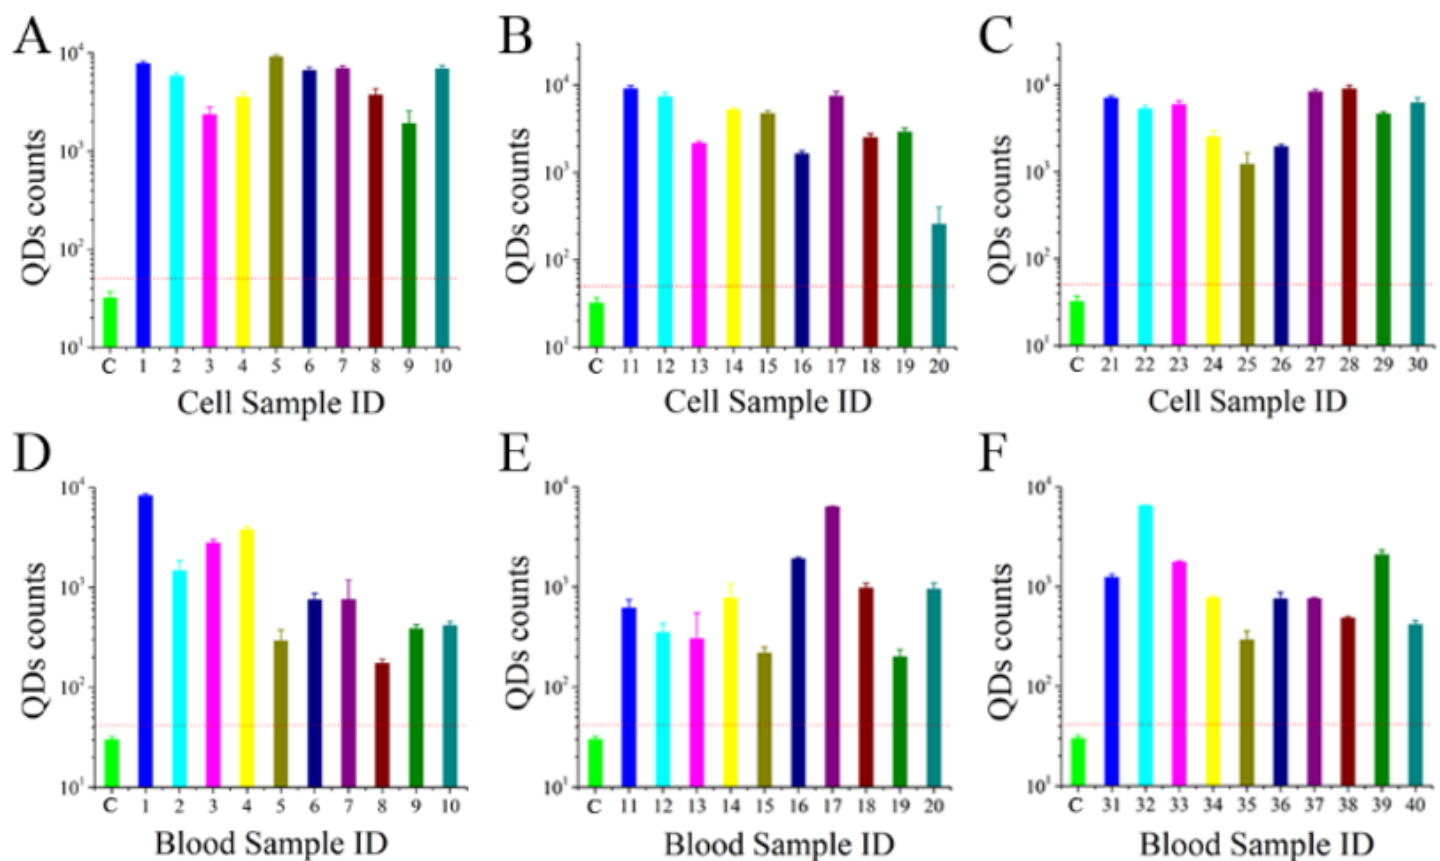 A
QDs counts
10⁴
10³
10²
10¹
C 1 2 3 4 5 6 7 8 9 10
Cell Sample ID
B
QDs counts
10⁴
10³
10²
10¹
C 11 12 13 14 15 16 17 18 19 20
Cell Sample ID
C
QDs counts
10⁴
10³
10²
10¹
C 21 22 23 24 25 26 27 28 29 30
Cell Sample ID
D
QDs counts
10⁴
10³
10²
10¹
C 1 2 3 4 5 6 7 8 9 10
Blood Sample ID
E
QDs counts
10⁴
10³
10²
10¹
C 11 12 13 14 15 16 17 18 19 20
Blood Sample ID
F
QDs counts
10⁴
10³
10²
10¹
C 31 32 33 34 35 36 37 38 39 40
Blood Sample ID